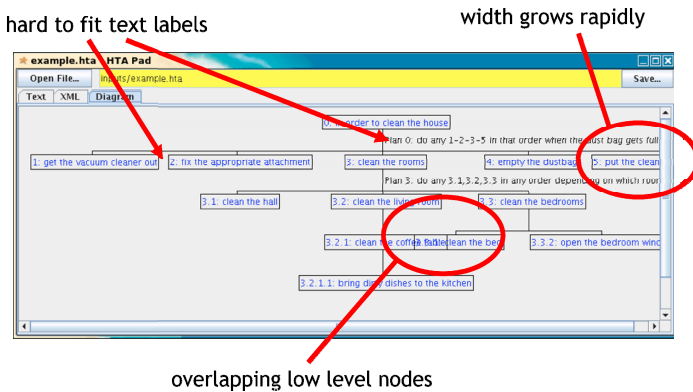 hard to fit text labels
width grows rapidly
example.hta - HTA Pad
Open File...
inputs/example.hta
Save...
Text
XML
Diagram
0: in order to clean the house
Plan 0: do any 1-2-3-5 in that order when the dust bag gets full
1: get the vacuum cleaner out
2: fix the appropriate attachment
3: clean the rooms
4: empty the dustbag
5: put the clean
Plan 3: do any 3.1,3.2,3.3 in any order depending on which room
3.1: clean the hall
3.2: clean the living room
3.3: clean the bedrooms
3.2.1: clean the coffee table
clean the bed
3.3.2: open the bedroom wind
3.2.1.1: bring dirty dishes to the kitchen
overlapping low level nodes